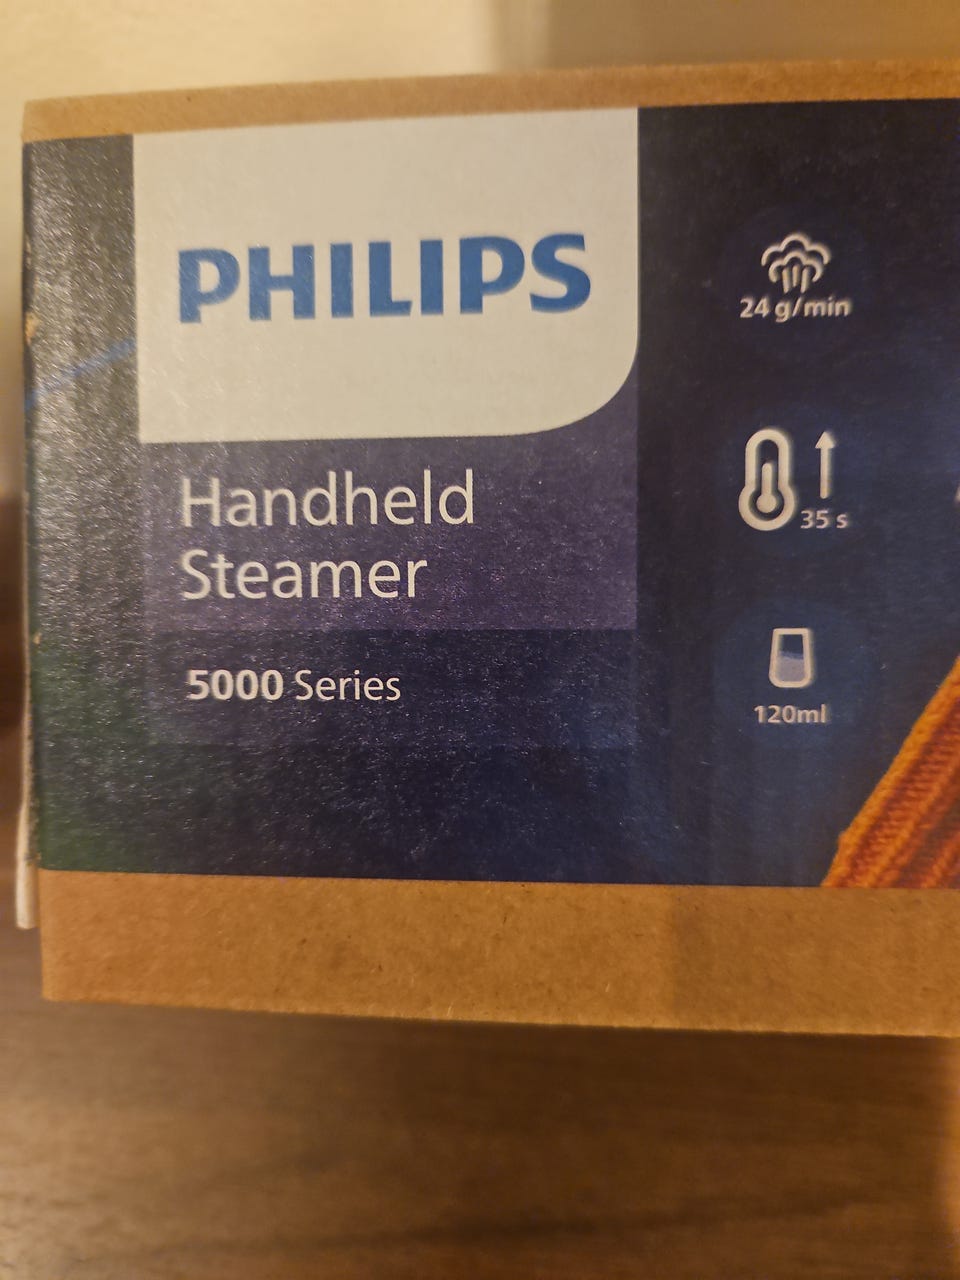 PHILIPS
Handheld
Steamer
5000 Series
24 g/min
35 s
120ml